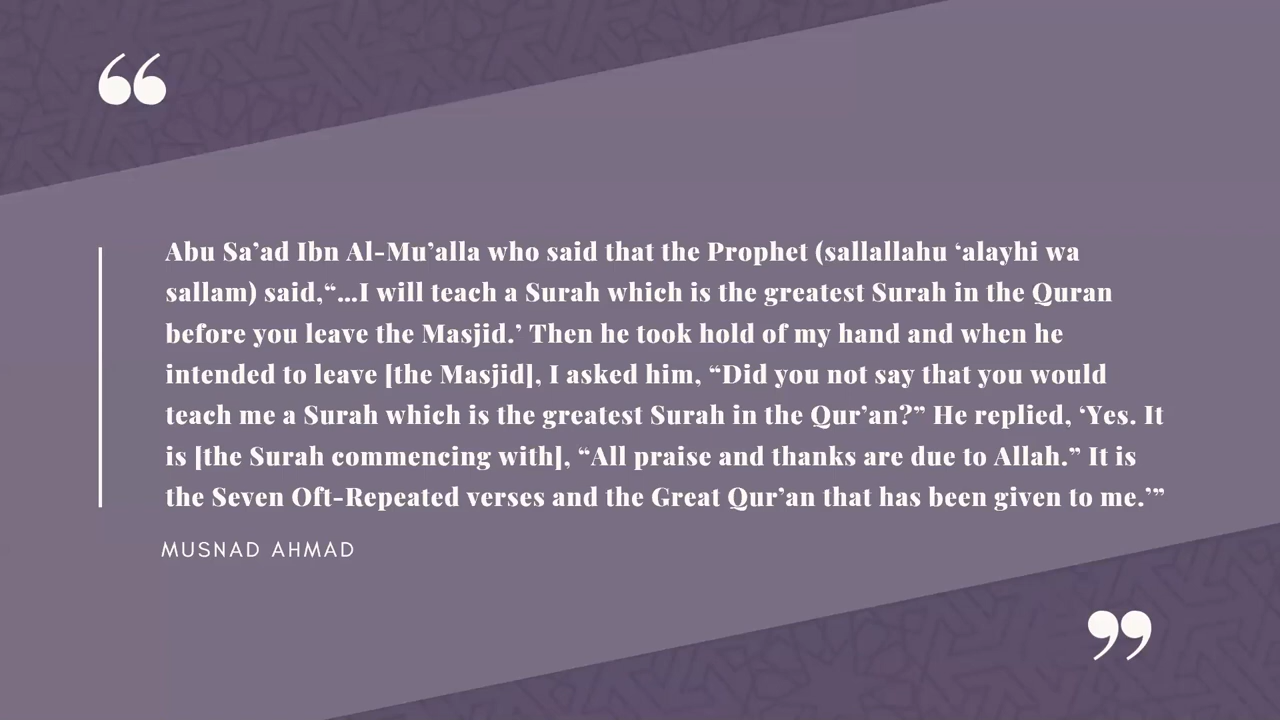 “
Abu Sa’ad Ibn Al-Mu’alla who said that the Prophet (sallallahu ‘alayhi wa
sallam) said,“...I will teach a Surah which is the greatest Surah in the Quran
before you leave the Masjid.’ Then he took hold of my hand and when he
intended to leave [the Masjid], I asked him, “Did you not say that you would
teach me a Surah which is the greatest Surah in the Qur’an?” He replied, ‘Yes. It
is [the Surah commencing with], “All praise and thanks are due to Allah.” It is
the Seven Oft-Repeated verses and the Great Qur’an that has been given to me.’”
MUSNAD AHMAD
”